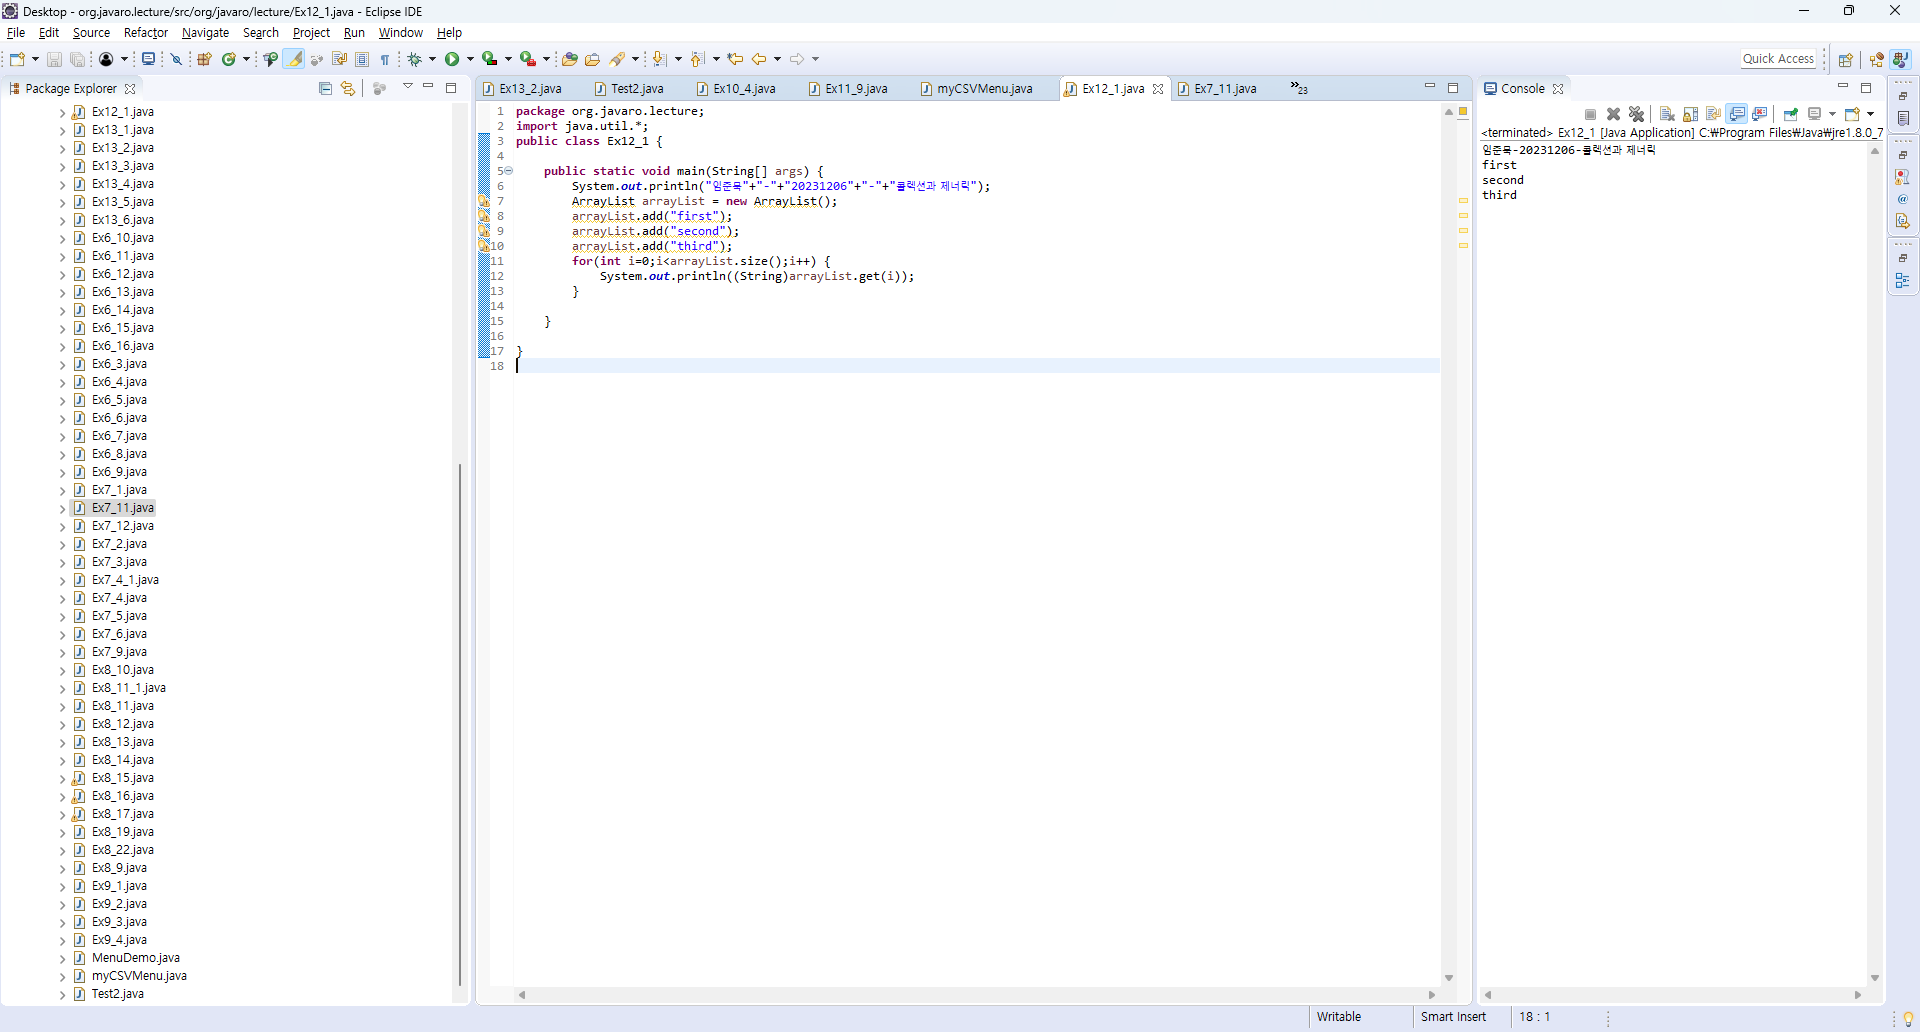 Desktop - org.javaro.lecture/src/org/javaro/lecture/Ex12_1.java - Eclipse IDE
File Edit Source Refactor Navigate Search Project Run Window Help
Quick Access
Package Explorer
Ex12_1.java
Ex13_1.java
Ex13_2.java
Ex13_3.java
Ex13_4.java
Ex13_5.java
Ex13_6.java
Ex6_10.java
Ex6_11.java
Ex6_12.java
Ex6_13.java
Ex6_14.java
Ex6_15.java
Ex6_16.java
Ex6_3.java
Ex6_4.java
Ex6_5.java
Ex6_6.java
Ex6_7.java
Ex6_8.java
Ex6_9.java
Ex7_1.java
Ex7_11.java
Ex7_12.java
Ex7_2.java
Ex7_3.java
Ex7_4_1.java
Ex7_4.java
Ex7_5.java
Ex7_6.java
Ex7_9.java
Ex8_10.java
Ex8_11_1.java
Ex8_11.java
Ex8_12.java
Ex8_13.java
Ex8_14.java
Ex8_15.java
Ex8_16.java
Ex8_17.java
Ex8_19.java
Ex8_22.java
Ex8_9.java
Ex9_1.java
Ex9_2.java
Ex9_3.java
Ex9_4.java
MenuDemo.java
myCSVMenu.java
Test2.java
Ex13_2.java Test2.java Ex10_4.java Ex11_9.java myCSVMenu.java Ex12_1.java Ex7_11.java »23
1 package org.javaro.lecture;
2 import java.util.*;
3 public class Ex12_1 {
4
5 public static void main(String[] args) {
6 System.out.println("임준묵"+"-"+"20231206"+"-"+"콜렉션과 제너릭");
7 ArrayList arrayList = new ArrayList();
8 arrayList.add("first");
9 arrayList.add("second");
10 arrayList.add("third");
11 for(int i=0;i<arrayList.size();i++) {
12 System.out.println((String)arrayList.get(i));
13 }
14
15 }
16
17 }
18
Console
<terminated> Ex12_1 [Java Application] C:₩Program Files₩Java₩jre1.8.0_7
임준묵-20231206-콜렉션과 제너릭
first
second
third
Writable Smart Insert 18 : 1